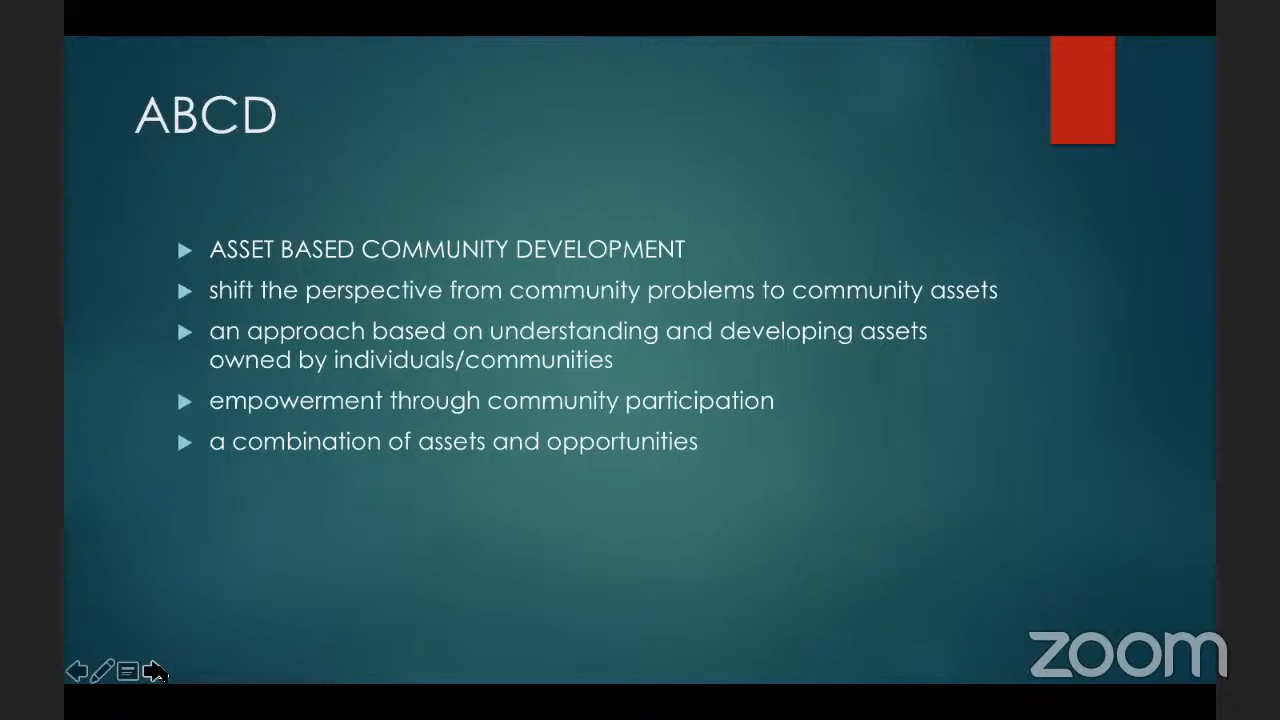 ABCD
ASSET BASED COMMUNITY DEVELOPMENT
shift the perspective from community problems to community assets
an approach based on understanding and developing assets
owned by individuals/communities
empowerment through community participation
a combination of assets and opportunities
zoom